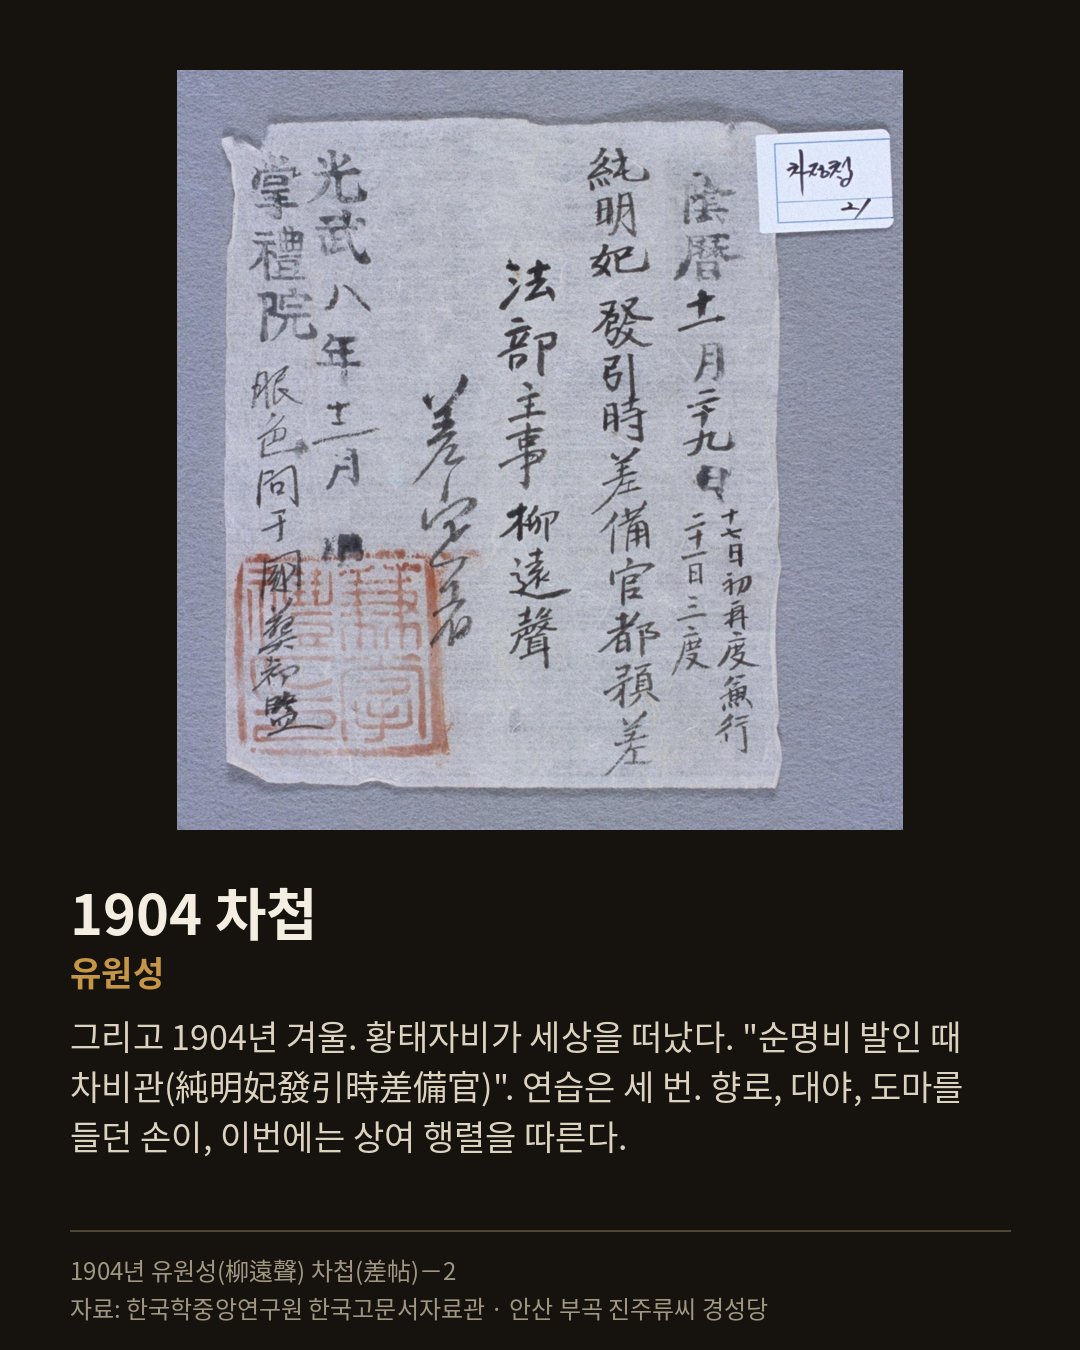 차정첩
21
陰曆十一月二十九日
十七日初再度兼行
二十一日三度
純明妃發引時差備官都預差
法部主事柳遠聲
差定者
光武八年十二月 日
掌禮院
服色問于國葬都監
1904 차첩
유원성
그리고 1904년 겨울. 황태자비가 세상을 떠났다. "순명비 발인 때
차비관(純明妃發引時差備官)". 연습은 세 번. 향로, 대야, 도마를
들던 손이, 이번에는 상여 행렬을 따른다.
1904년 유원성(柳遠聲) 차첩(差帖)－2
자료: 한국학중앙연구원 한국고문서자료관 · 안산 부곡 진주류씨 경성당